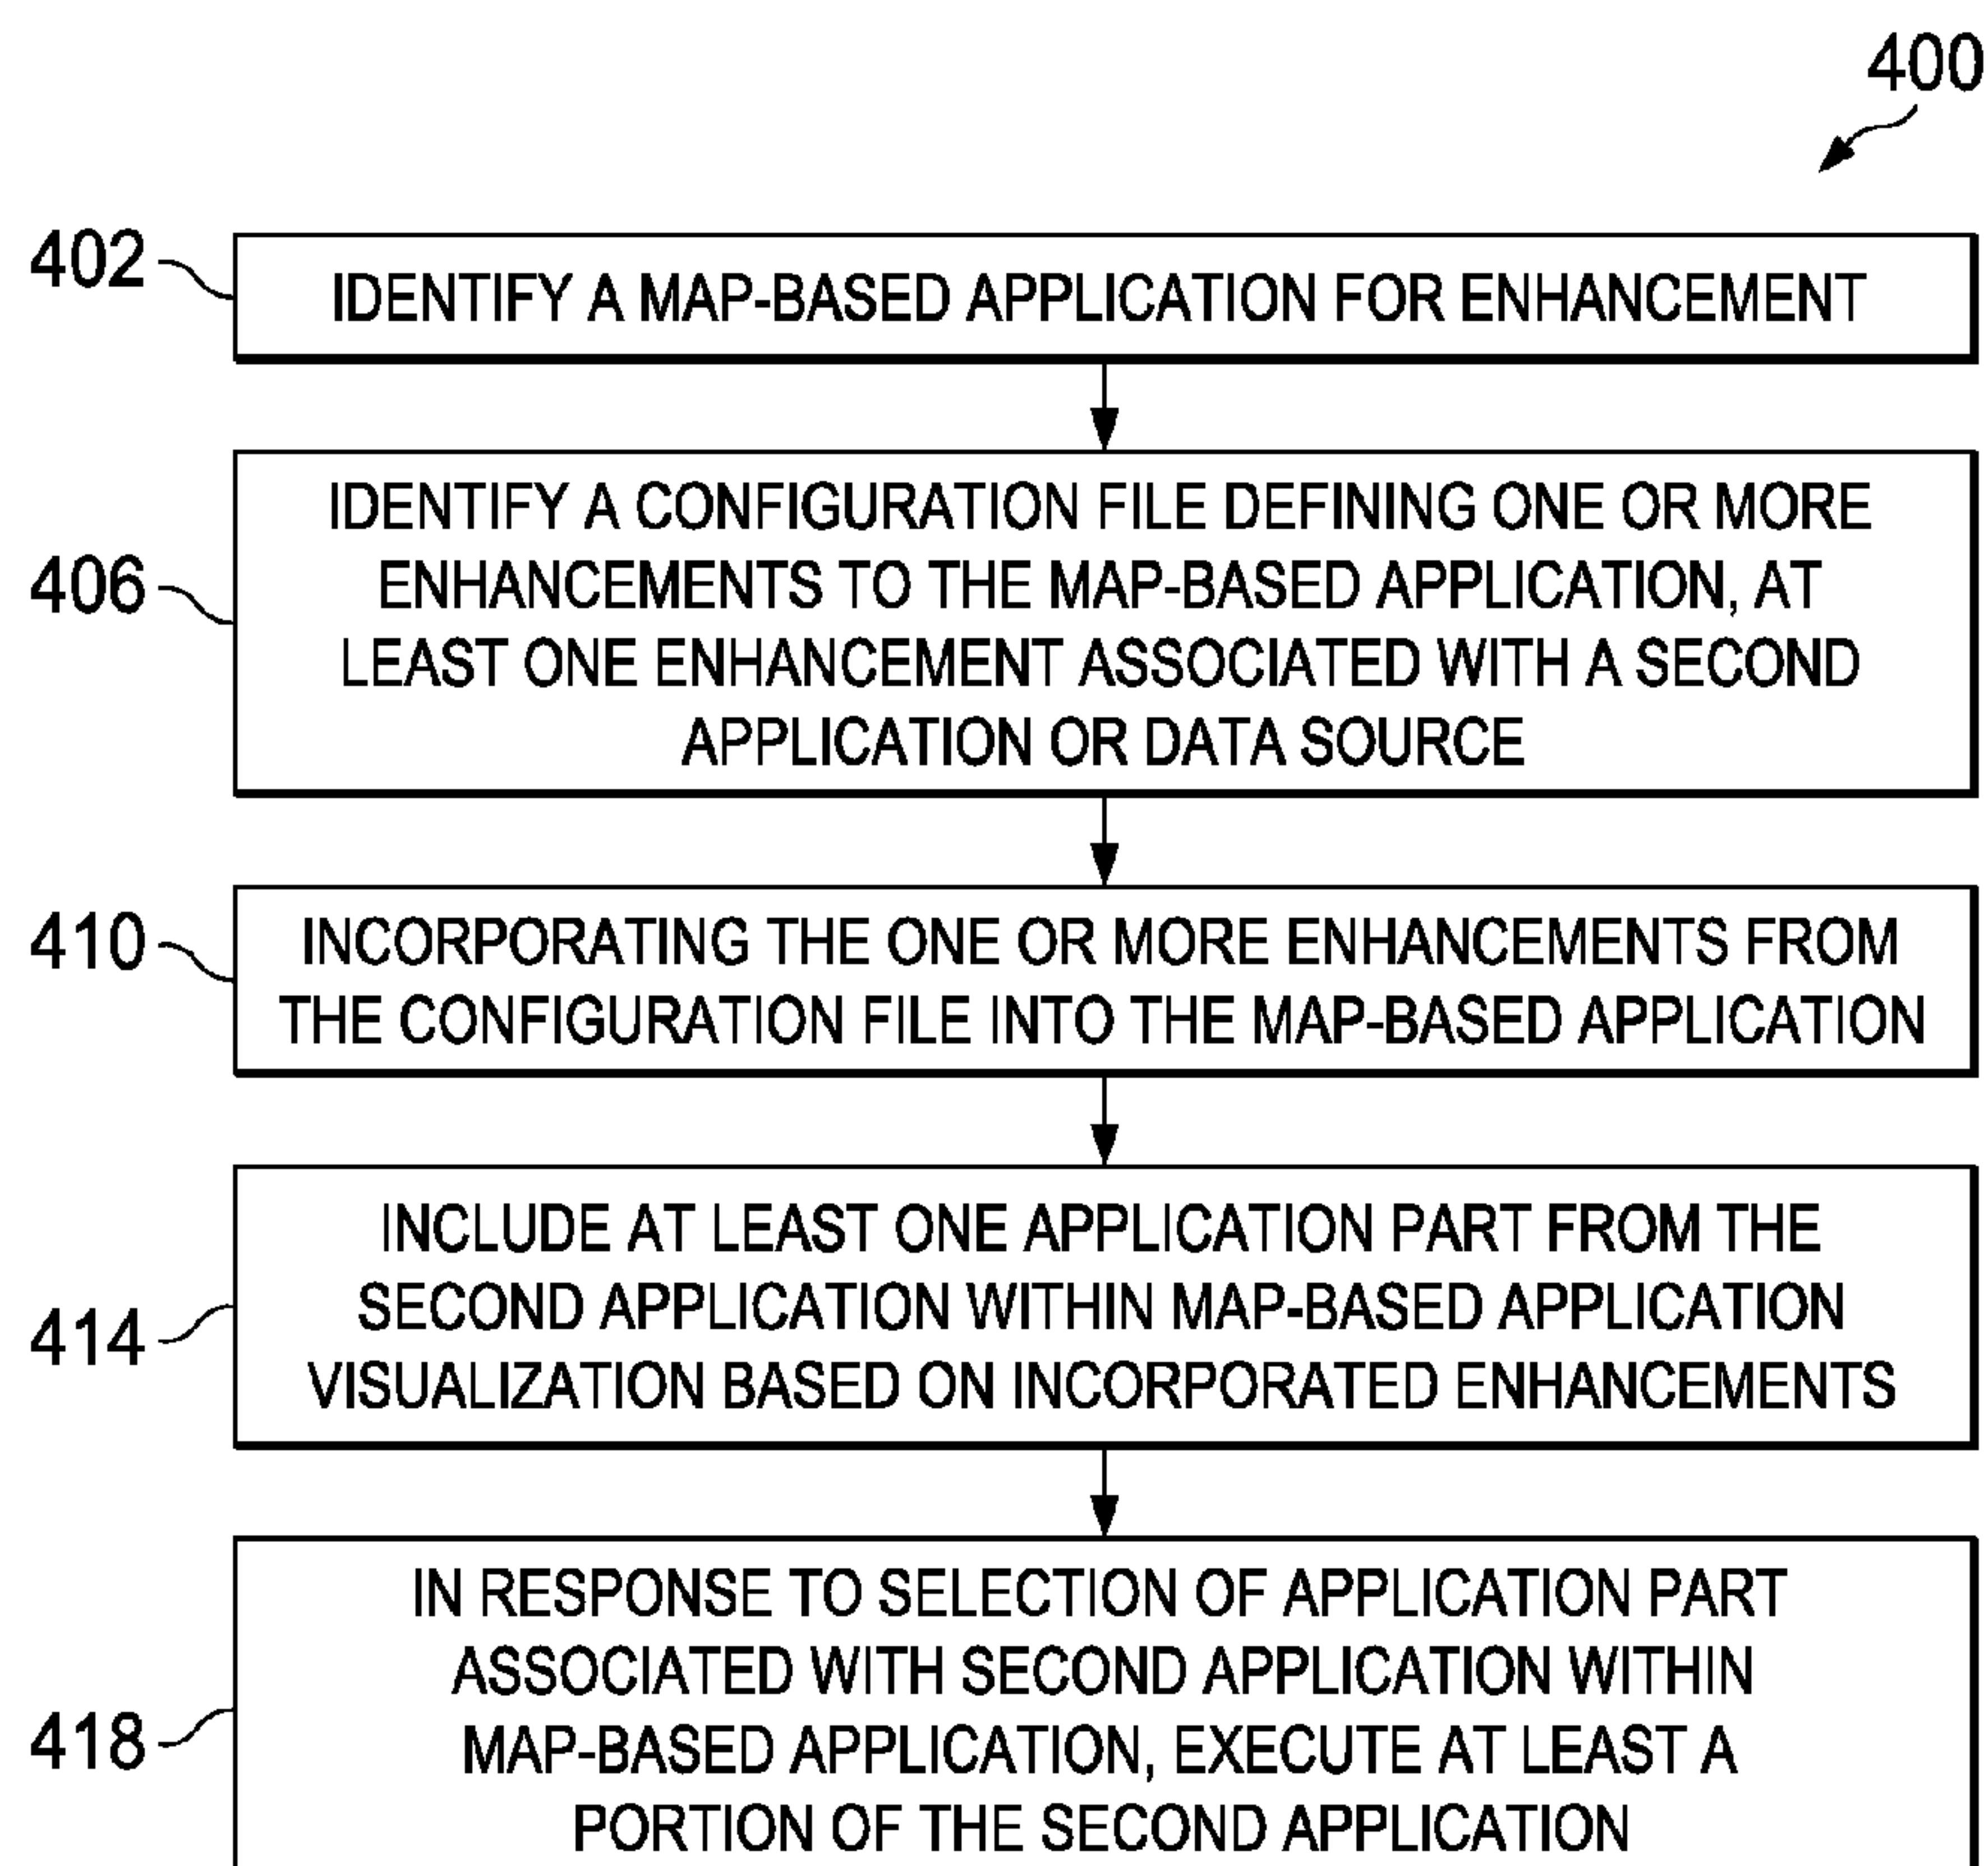 400
402
IDENTIFY A MAP-BASED APPLICATION FOR ENHANCEMENT
406
IDENTIFY A CONFIGURATION FILE DEFINING ONE OR MORE
ENHANCEMENTS TO THE MAP-BASED APPLICATION, AT
LEAST ONE ENHANCEMENT ASSOCIATED WITH A SECOND
APPLICATION OR DATA SOURCE
410
INCORPORATING THE ONE OR MORE ENHANCEMENTS FROM
THE CONFIGURATION FILE INTO THE MAP-BASED APPLICATION
414
INCLUDE AT LEAST ONE APPLICATION PART FROM THE
SECOND APPLICATION WITHIN MAP-BASED APPLICATION
VISUALIZATION BASED ON INCORPORATED ENHANCEMENTS
418
IN RESPONSE TO SELECTION OF APPLICATION PART
ASSOCIATED WITH SECOND APPLICATION WITHIN
MAP-BASED APPLICATION, EXECUTE AT LEAST A
PORTION OF THE SECOND APPLICATION